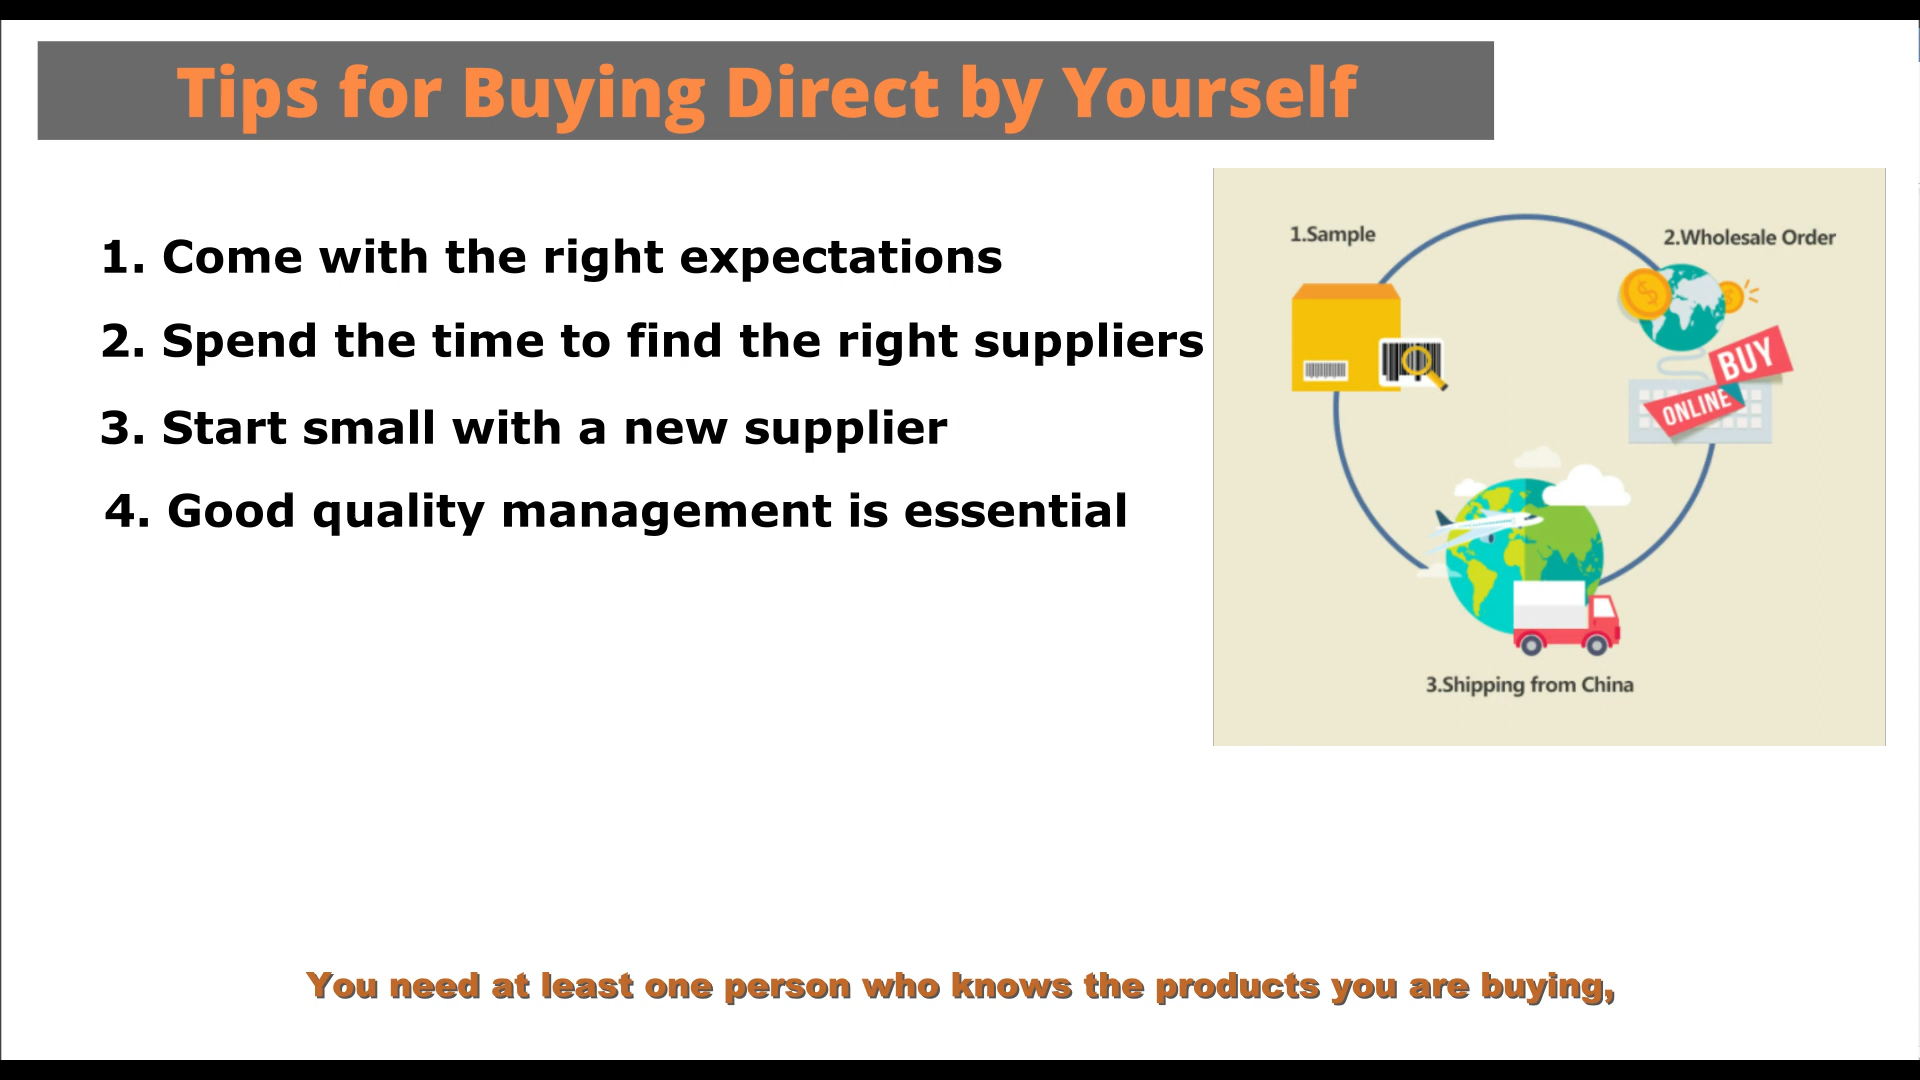 Tips for Buying Direct by Yourself
1. Come with the right expectations
2. Spend the time to find the right suppliers
3. Start small with a new supplier
4. Good quality management is essential
1.Sample
2.Wholesale Order
BUY
ONLINE
3.Shipping from China
You need at least one person who knows the products you are buying,